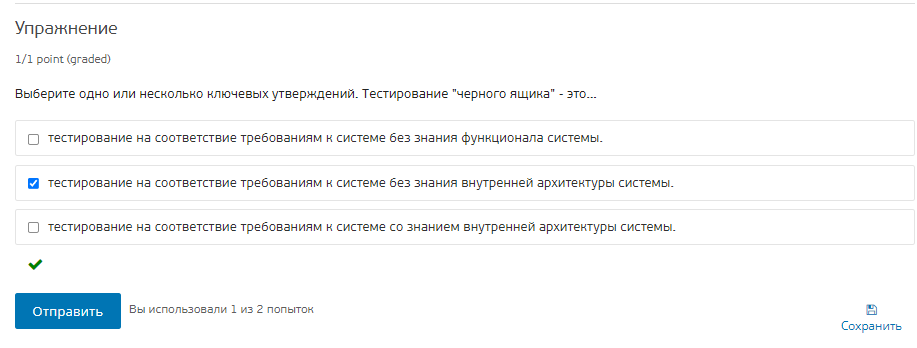 Упражнение
1/1 point (graded)
Выберите одно или несколько ключевых утверждений. Тестирование "черного ящика" - это...
тестирование на соответствие требованиям к системе без знания функционала системы.
тестирование на соответствие требованиям к системе без знания внутренней архитектуры системы.
тестирование на соответствие требованиям к системе со знанием внутренней архитектуры системы.
Отправить
Вы использовали 1 из 2 попыток
Сохранить